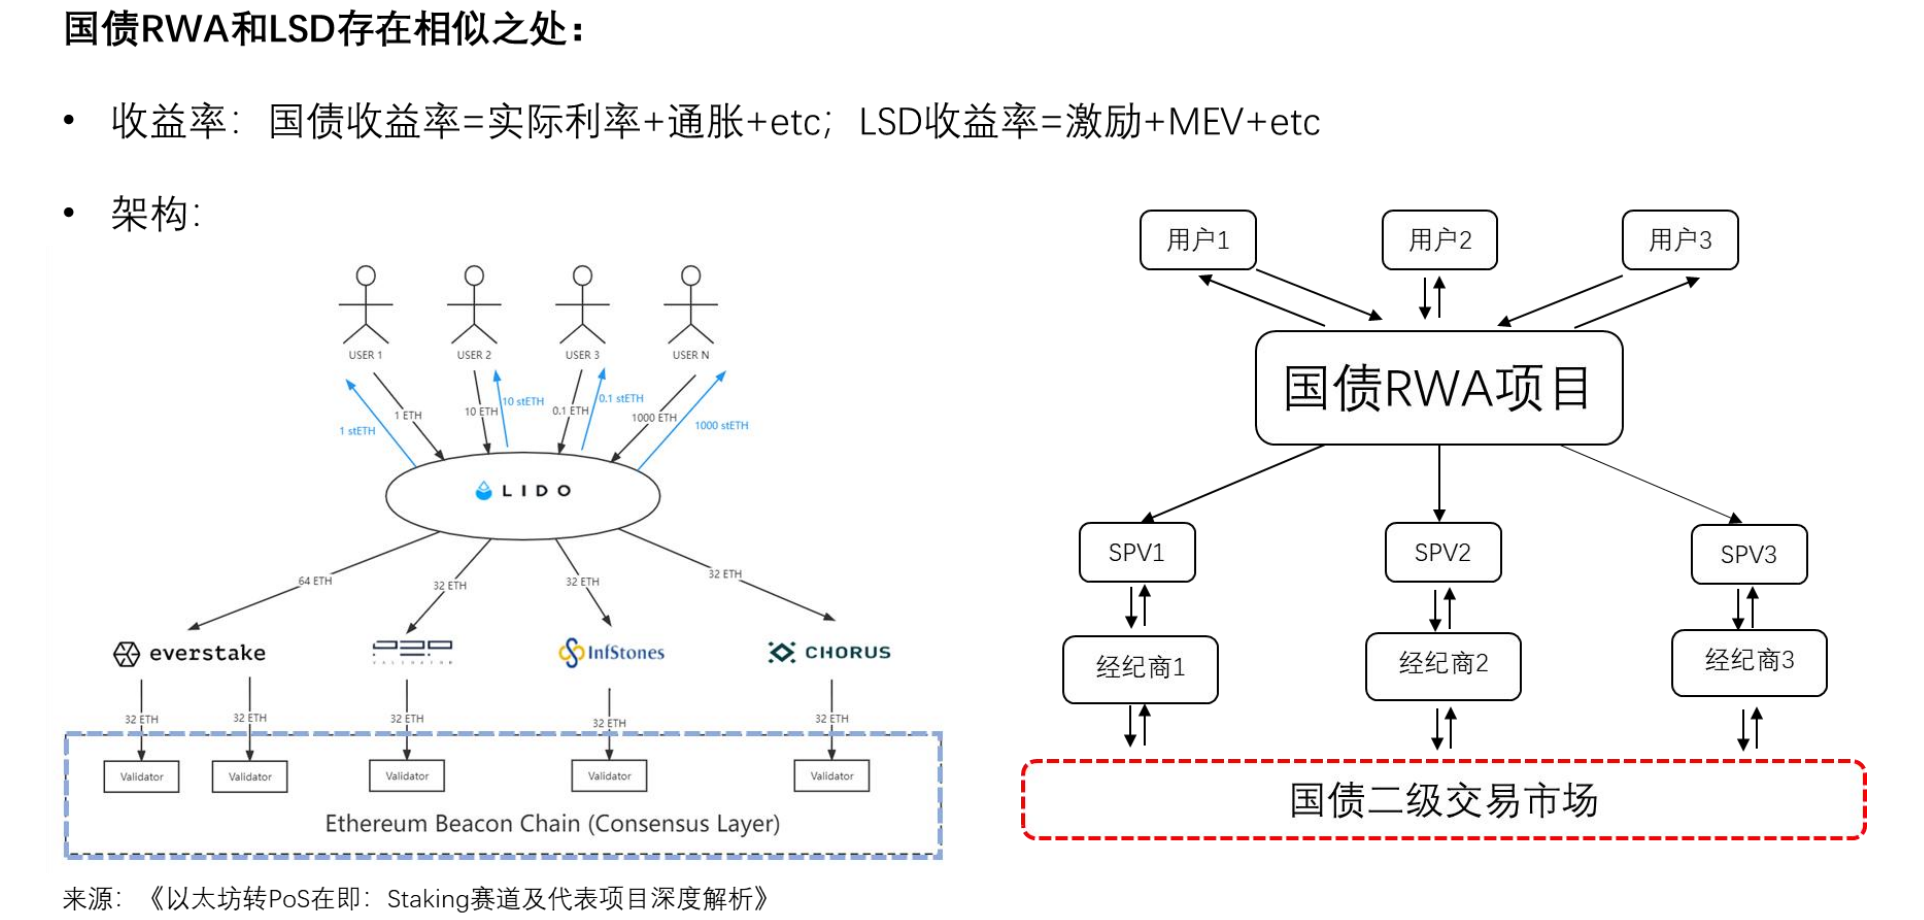 国债RWA和LSD存在相似之处：
• 收益率：国债收益率=实际利率+通胀+etc；LSD收益率=激励+MEV+etc
• 架构：
USER 1
USER 2
USER 3
USER N
1 ETH
1 stETH
10 ETH
10 stETH
0.1 ETH
0.1 stETH
1000 ETH
1000 stETH
LIDO
64 ETH
32 ETH
32 ETH
32 ETH
everstake
InfStones
CHORUS
32 ETH
32 ETH
32 ETH
32 ETH
32 ETH
Validator
Validator
Validator
Validator
Validator
Ethereum Beacon Chain (Consensus Layer)
用户1
用户2
用户3
国债RWA项目
SPV1
SPV2
SPV3
经纪商1
经纪商2
经纪商3
国债二级交易市场
来源：《以太坊转PoS在即：Staking赛道及代表项目深度解析》